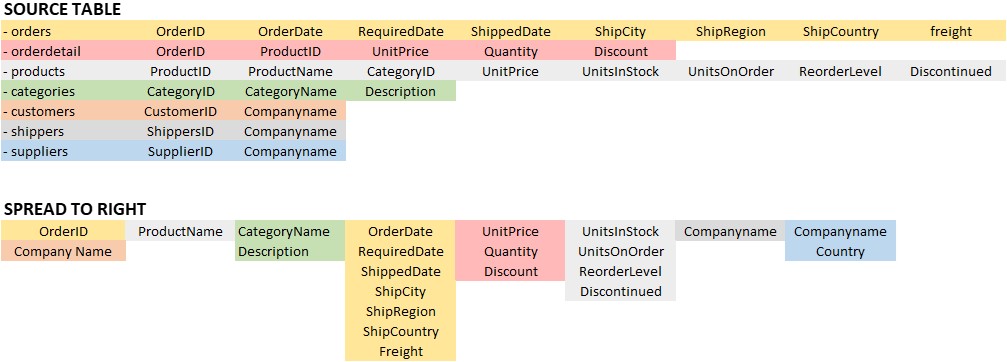 SOURCE TABLE
- orders OrderID OrderDate RequiredDate ShippedDate ShipCity ShipRegion ShipCountry freight
- orderdetail OrderID ProductID UnitPrice Quantity Discount
- products ProductID ProductName CategoryID UnitPrice UnitsInStock UnitsOnOrder ReorderLevel Discontinued
- categories CategoryID CategoryName Description
- customers CustomerID Companyname
- shippers ShippersID Companyname
- suppliers SupplierID Companyname
SPREAD TO RIGHT
OrderID ProductName CategoryName OrderDate UnitPrice UnitsInStock Companyname Companyname
Company Name Description RequiredDate Quantity UnitsOnOrder Country
ShippedDate Discount ReorderLevel
ShipCity Discontinued
ShipRegion
ShipCountry
Freight